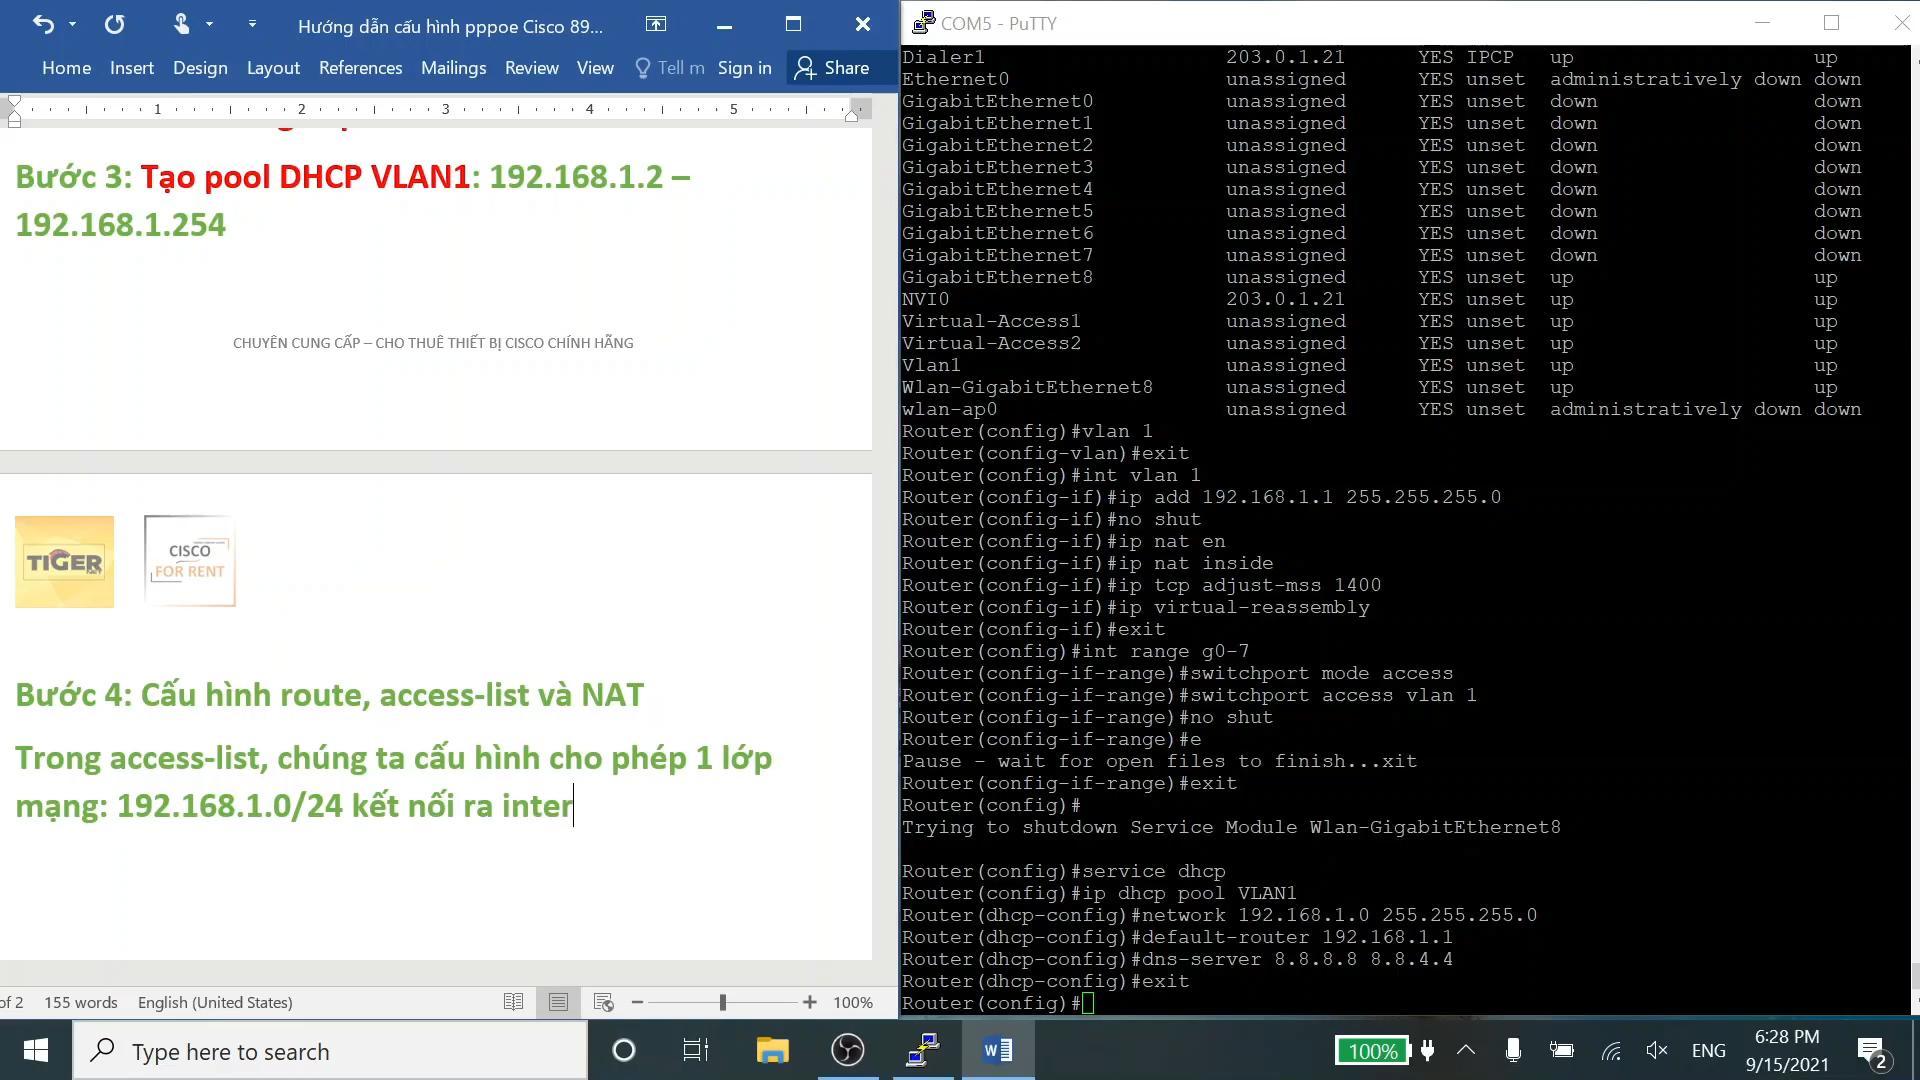 Hướng dẫn cấu hình pppoe Cisco 89...
Home Insert Design Layout References Mailings Review View Tell m Sign in Share
1 2 3 4 5
Bước 3: Tạo pool DHCP VLAN1: 192.168.1.2 –
192.168.1.254
CHUYÊN CUNG CẤP – CHO THUÊ THIẾT BỊ CISCO CHÍNH HÃNG
TIGER
CISCO
FOR RENT
Bước 4: Cấu hình route, access-list và NAT
Trong access-list, chúng ta cấu hình cho phép 1 lớp
mạng: 192.168.1.0/24 kết nối ra inter
of 2 155 words English (United States) 100%
COM5 - PuTTY
Dialer1 203.0.1.21 YES IPCP up up
Ethernet0 unassigned YES unset administratively down down
GigabitEthernet0 unassigned YES unset down down
GigabitEthernet1 unassigned YES unset down down
GigabitEthernet2 unassigned YES unset down down
GigabitEthernet3 unassigned YES unset down down
GigabitEthernet4 unassigned YES unset down down
GigabitEthernet5 unassigned YES unset down down
GigabitEthernet6 unassigned YES unset down down
GigabitEthernet7 unassigned YES unset down down
GigabitEthernet8 unassigned YES unset up up
NVI0 203.0.1.21 YES unset up up
Virtual-Access1 unassigned YES unset up up
Virtual-Access2 unassigned YES unset up up
Vlan1 unassigned YES unset up up
Wlan-GigabitEthernet8 unassigned YES unset up up
wlan-ap0 unassigned YES unset administratively down down
Router(config)#vlan 1
Router(config-vlan)#exit
Router(config)#int vlan 1
Router(config-if)#ip add 192.168.1.1 255.255.255.0
Router(config-if)#no shut
Router(config-if)#ip nat en
Router(config-if)#ip nat inside
Router(config-if)#ip tcp adjust-mss 1400
Router(config-if)#ip virtual-reassembly
Router(config-if)#exit
Router(config)#int range g0-7
Router(config-if-range)#switchport mode access
Router(config-if-range)#switchport access vlan 1
Router(config-if-range)#no shut
Router(config-if-range)#e
Pause - wait for open files to finish...xit
Router(config-if-range)#exit
Router(config)#
Trying to shutdown Service Module Wlan-GigabitEthernet8
Router(config)#service dhcp
Router(config)#ip dhcp pool VLAN1
Router(dhcp-config)#network 192.168.1.0 255.255.255.0
Router(dhcp-config)#default-router 192.168.1.1
Router(dhcp-config)#dns-server 8.8.8.8 8.8.4.4
Router(dhcp-config)#exit
Router(config)#
Type here to search
100% ENG 6:28 PM
9/15/2021
2